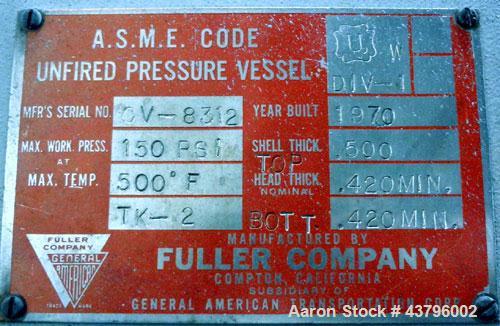 A.S.M.E. CODE
UNFIRED PRESSURE VESSEL
U W
DIV-1
MFR'S SERIAL NO. CV-8312 YEAR BUILT 1970
MAX. WORK. PRESS. 150 PSI SHELL THICK. .500
AT
MAX. TEMP. 500°F TOP HEAD THICK. NOMINAL .420 MIN.
TK-2 BOTT .420 MIN.
FULLER
COMPANY
GENERAL
AMERICAN
TRADE MARK
MANUFACTURED BY
FULLER COMPANY
COMPTON, CALIFORNIA
SUBSIDIARY OF
GENERAL AMERICAN TRANSPORTATION CORP.
Aaron Stock # 43796002